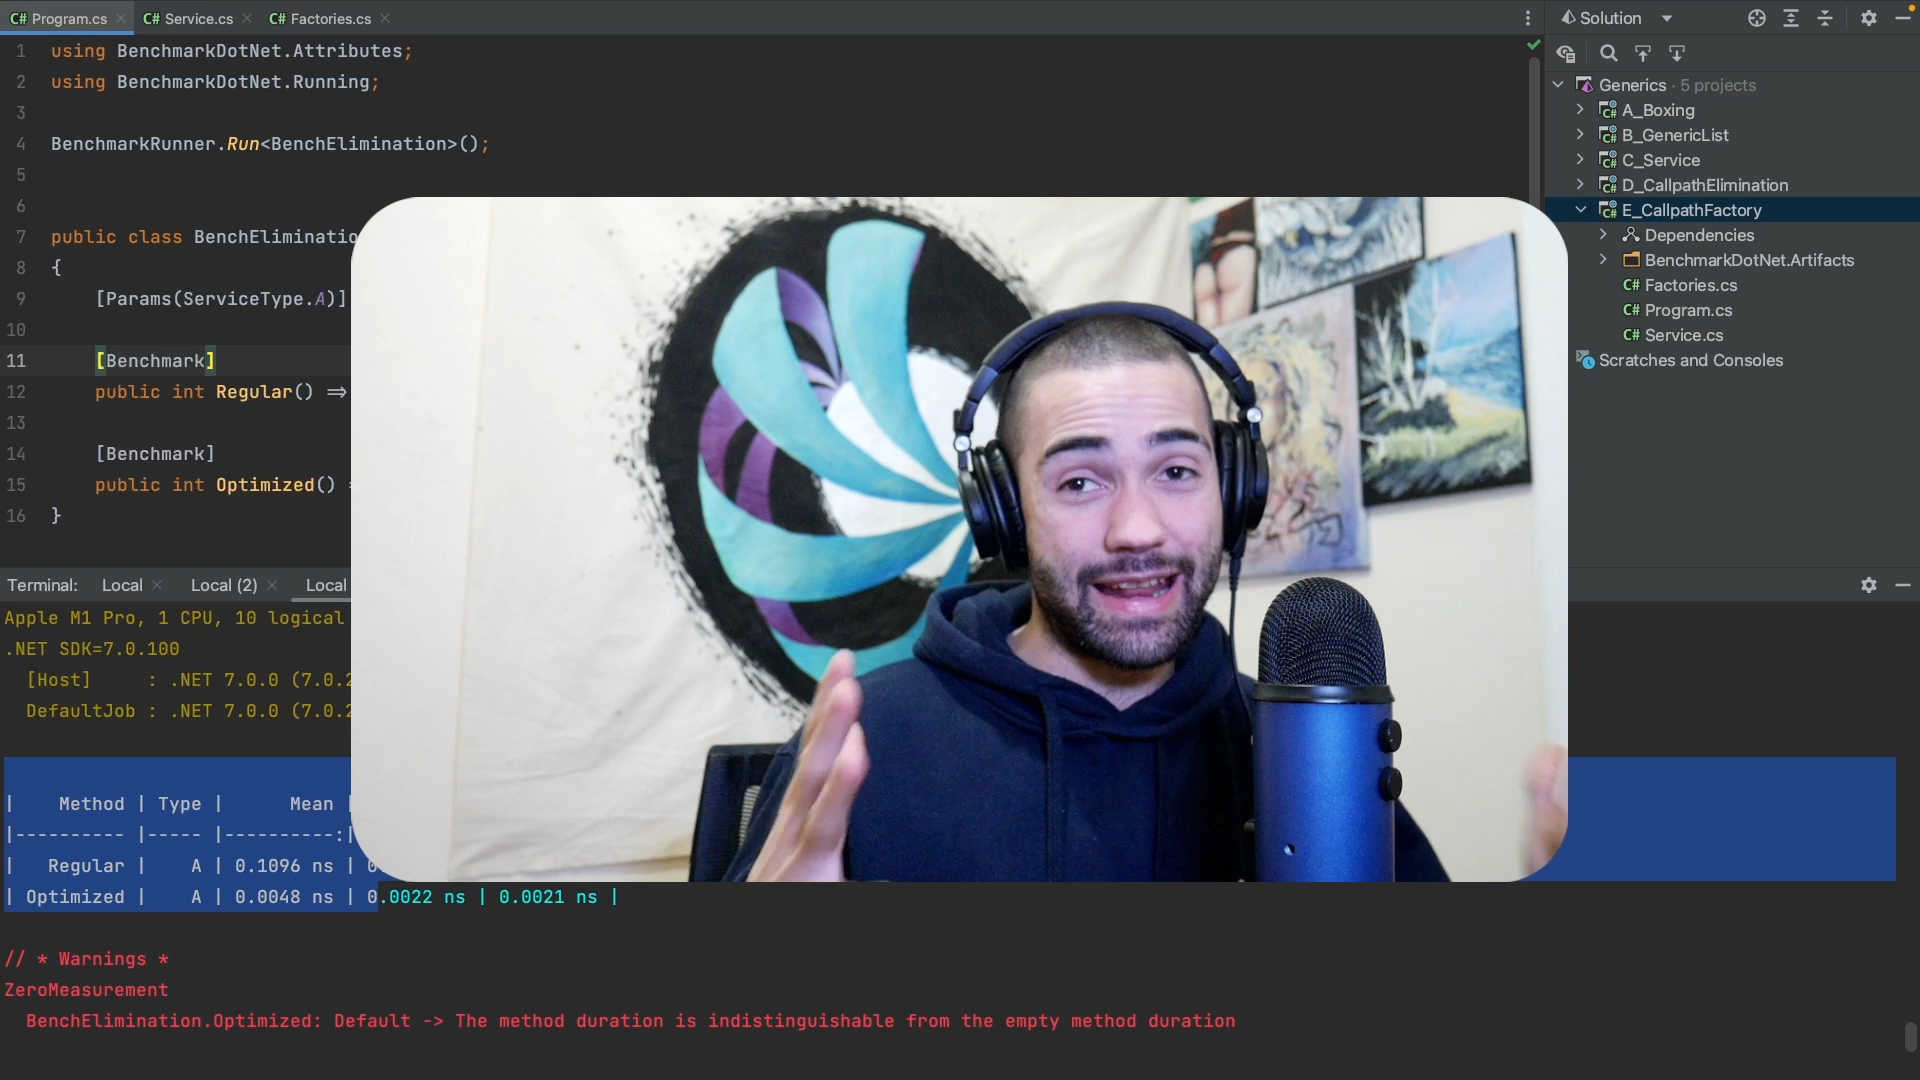 C# Program.cs × C# Service.cs × C# Factories.cs ×
Solution
1 using BenchmarkDotNet.Attributes;
2 using BenchmarkDotNet.Running;
3
4 BenchmarkRunner.Run<BenchElimination>();
5
6
7 public class BenchEliminatio
8 {
9 [Params(ServiceType.A)]
10
11 [Benchmark]
12 public int Regular() =>
13
14 [Benchmark]
15 public int Optimized()
16 }
Generics · 5 projects
C# A_Boxing
C# B_GenericList
C# C_Service
C# D_CallpathElimination
C# E_CallpathFactory
Dependencies
BenchmarkDotNet.Artifacts
C# Factories.cs
C# Program.cs
C# Service.cs
Scratches and Consoles
Terminal: Local × Local (2) × Local
Apple M1 Pro, 1 CPU, 10 logical
.NET SDK=7.0.100
[Host] : .NET 7.0.0 (7.0.2
DefaultJob : .NET 7.0.0 (7.0.2
| Method | Type | Mean |
|---------- |----- |----------:|
| Regular | A | 0.1096 ns | 0
| Optimized | A | 0.0048 ns | 0.0022 ns | 0.0021 ns |
// * Warnings *
ZeroMeasurement
BenchElimination.Optimized: Default -> The method duration is indistinguishable from the empty method duration